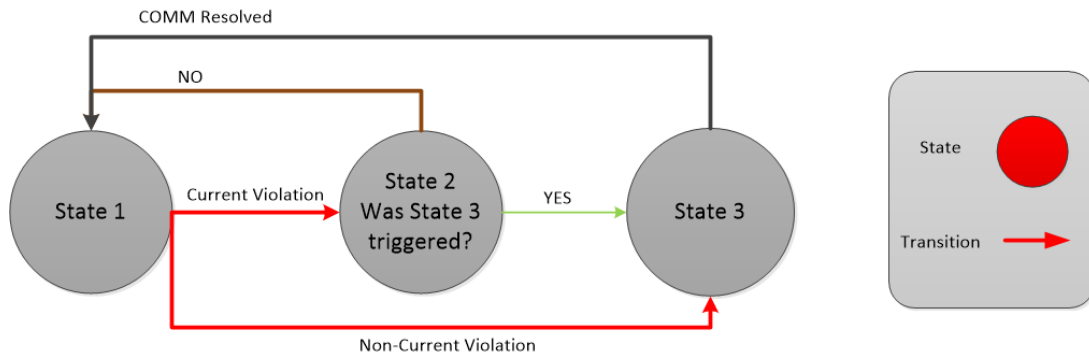 COMM Resolved
NO
State 1
Current Violation
State 2
Was State 3
triggered?
YES
State 3
Non-Current Violation
State
Transition